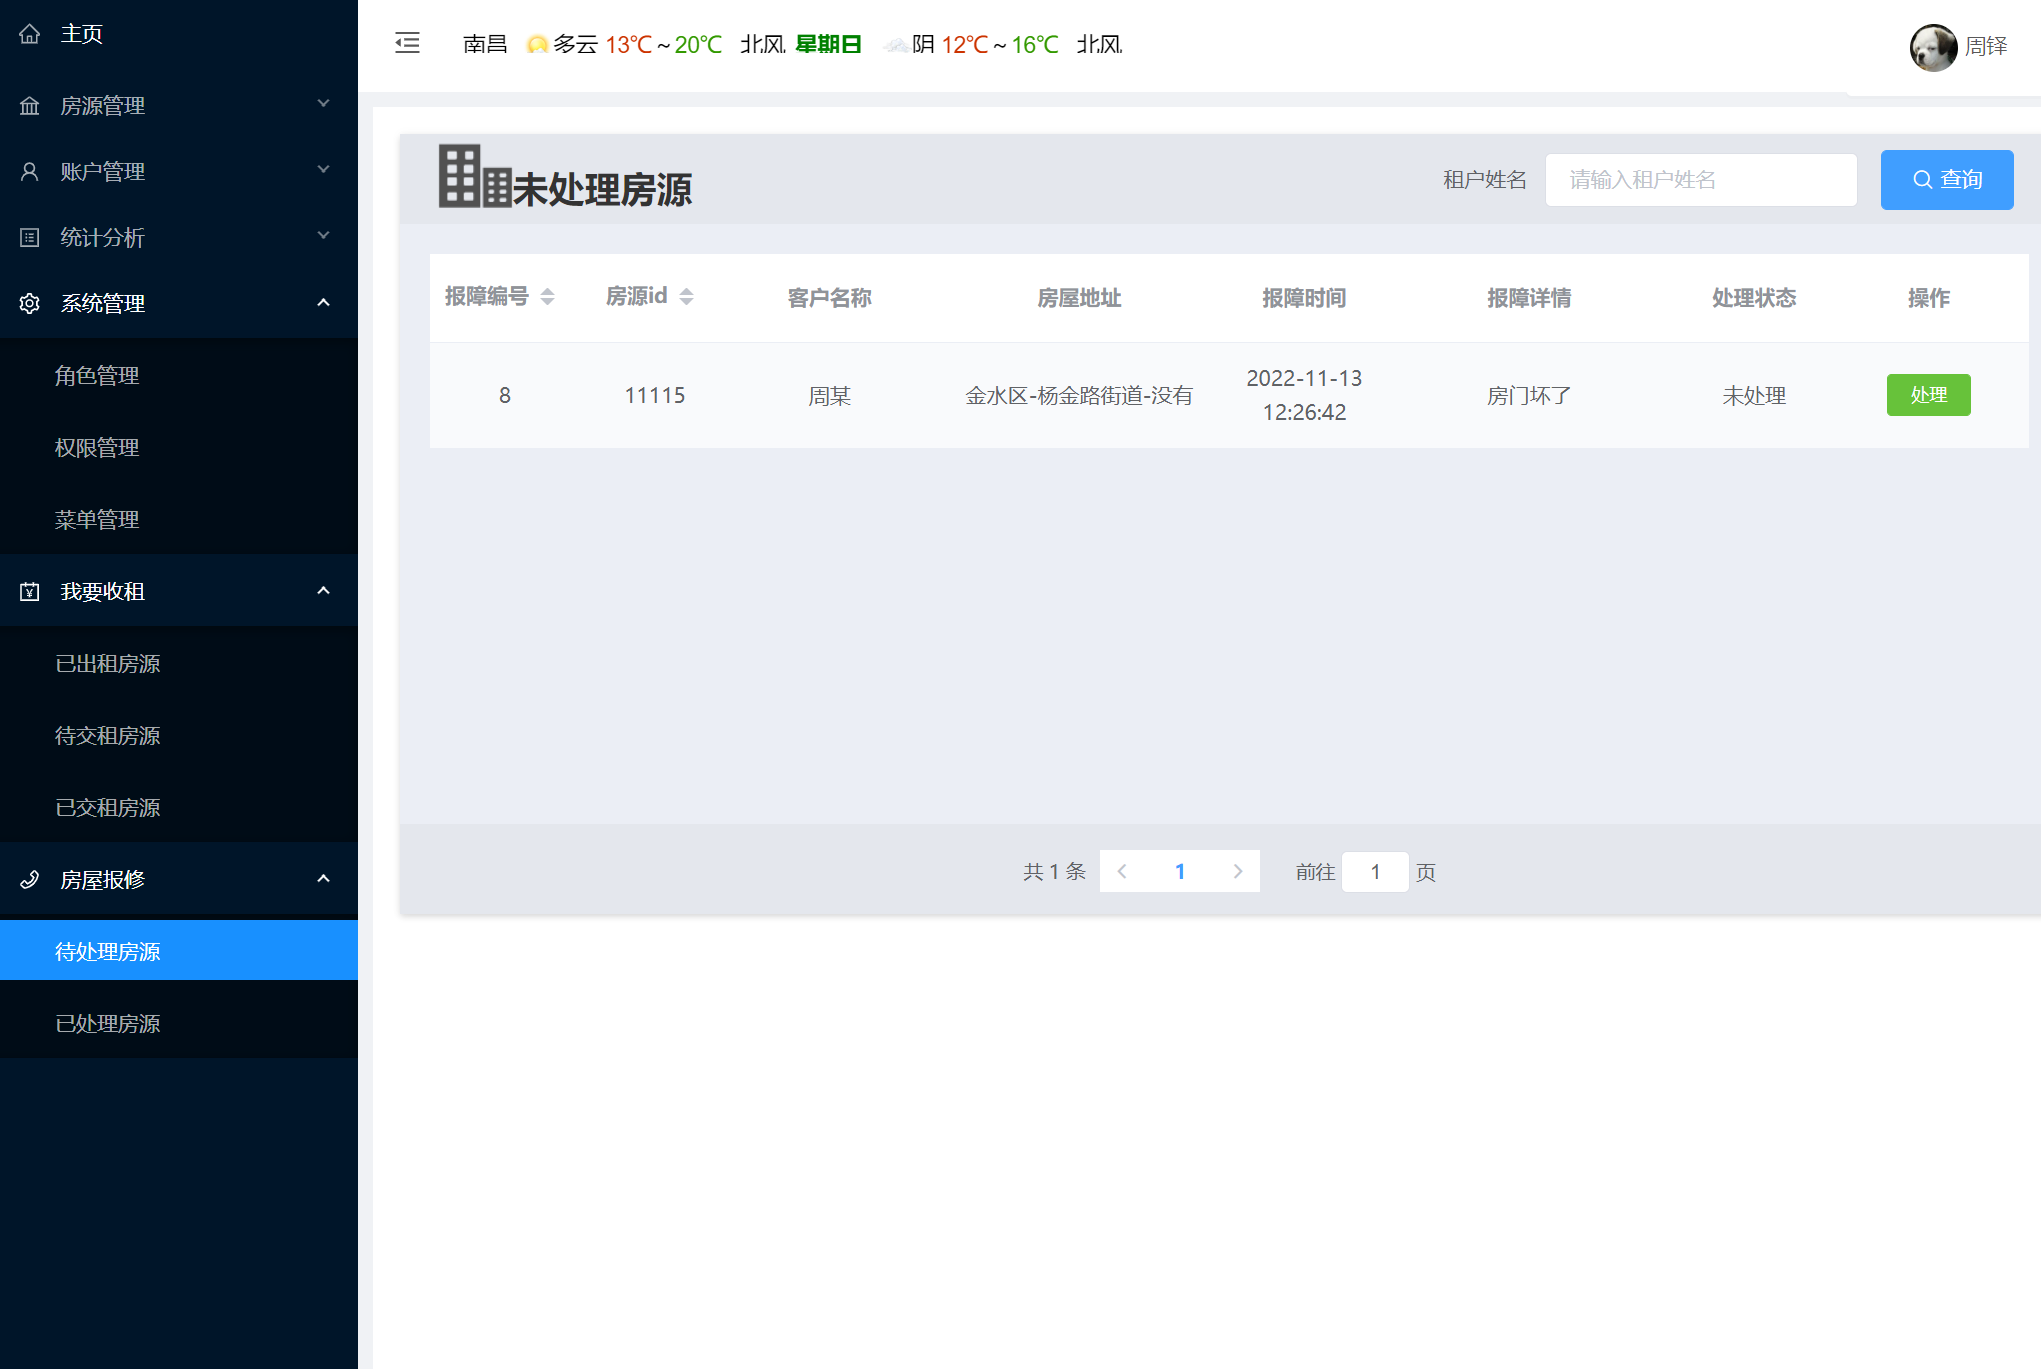 主页
房源管理
账户管理
统计分析
系统管理
角色管理
权限管理
菜单管理
我要收租
已出租房源
待交租房源
已交租房源
房屋报修
待处理房源
已处理房源
南昌 多云 13℃～20℃ 北风 星期日 阴 12℃～16℃ 北风
周铎
未处理房源
租户姓名 请输入租户姓名 查询
报障编号 房源id 客户名称 房屋地址 报障时间 报障详情 处理状态 操作
8 11115 周某 金水区-杨金路街道-没有 2022-11-13 12:26:42 房门坏了 未处理 处理
共 1 条 1 前往 1 页